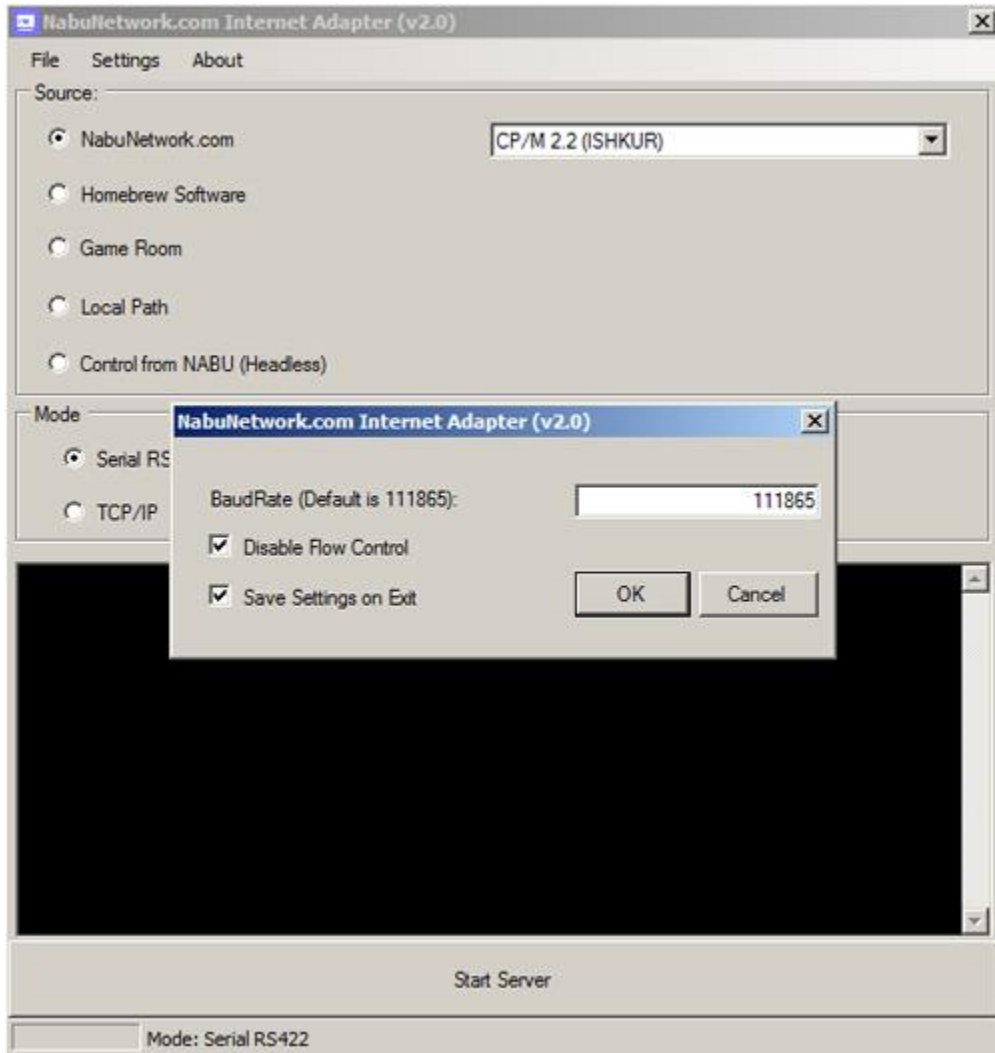 NabuNetwork.com Internet Adapter (v2.0)
File Settings About
Source:
NabuNetwork.com
CP/M 2.2 (ISHKUR)
Homebrew Software
Game Room
Local Path
Control from NABU (Headless)
Mode
Serial RS
TCP/IP
NabuNetwork.com Internet Adapter (v2.0)
BaudRate (Default is 111865):
111865
Disable Flow Control
Save Settings on Exit
OK
Cancel
Start Server
Mode: Serial RS422